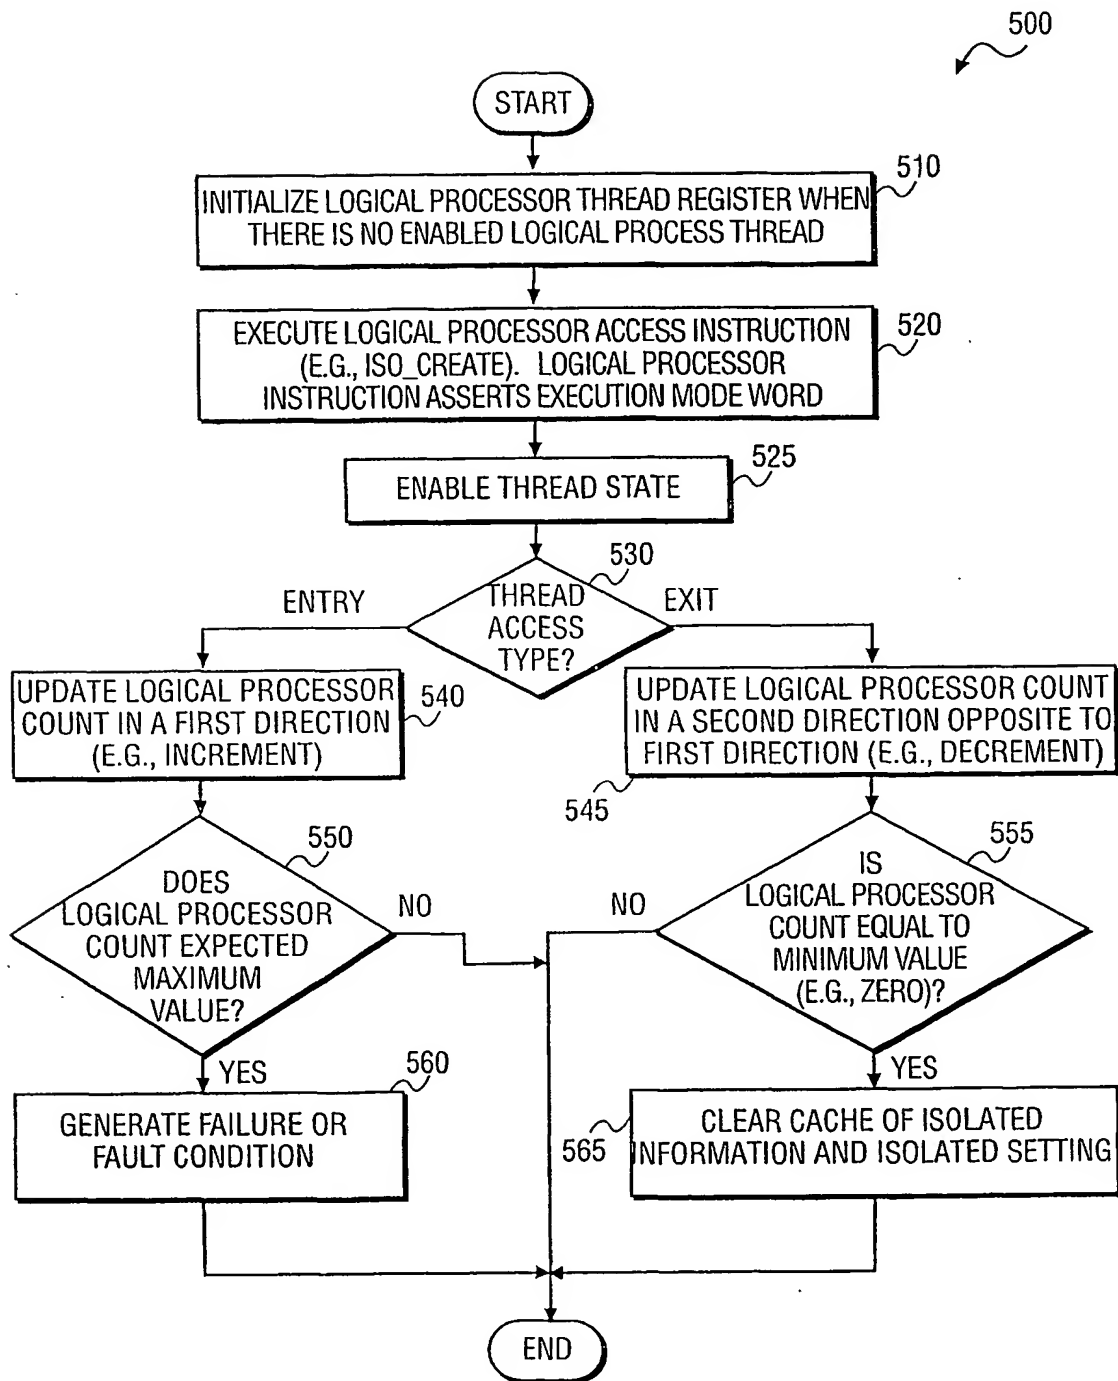 500
START
510
INITIALIZE LOGICAL PROCESSOR THREAD REGISTER WHEN
THERE IS NO ENABLED LOGICAL PROCESS THREAD
EXECUTE LOGICAL PROCESSOR ACCESS INSTRUCTION
(E.G., ISO_CREATE). LOGICAL PROCESSOR
INSTRUCTION ASSERTS EXECUTION MODE WORD
520
ENABLE THREAD STATE
525
530
THREAD
ACCESS
TYPE?
ENTRY
EXIT
UPDATE LOGICAL PROCESSOR
COUNT IN A FIRST DIRECTION
(E.G., INCREMENT)
540
UPDATE LOGICAL PROCESSOR COUNT
IN A SECOND DIRECTION OPPOSITE TO
FIRST DIRECTION (E.G., DECREMENT)
545
550
DOES
LOGICAL PROCESSOR
COUNT EXPECTED
MAXIMUM
VALUE?
NO
555
IS
LOGICAL PROCESSOR
COUNT EQUAL TO
MINIMUM VALUE
(E.G., ZERO)?
NO
YES
560
GENERATE FAILURE OR
FAULT CONDITION
YES
CLEAR CACHE OF ISOLATED
INFORMATION AND ISOLATED SETTING
565
END